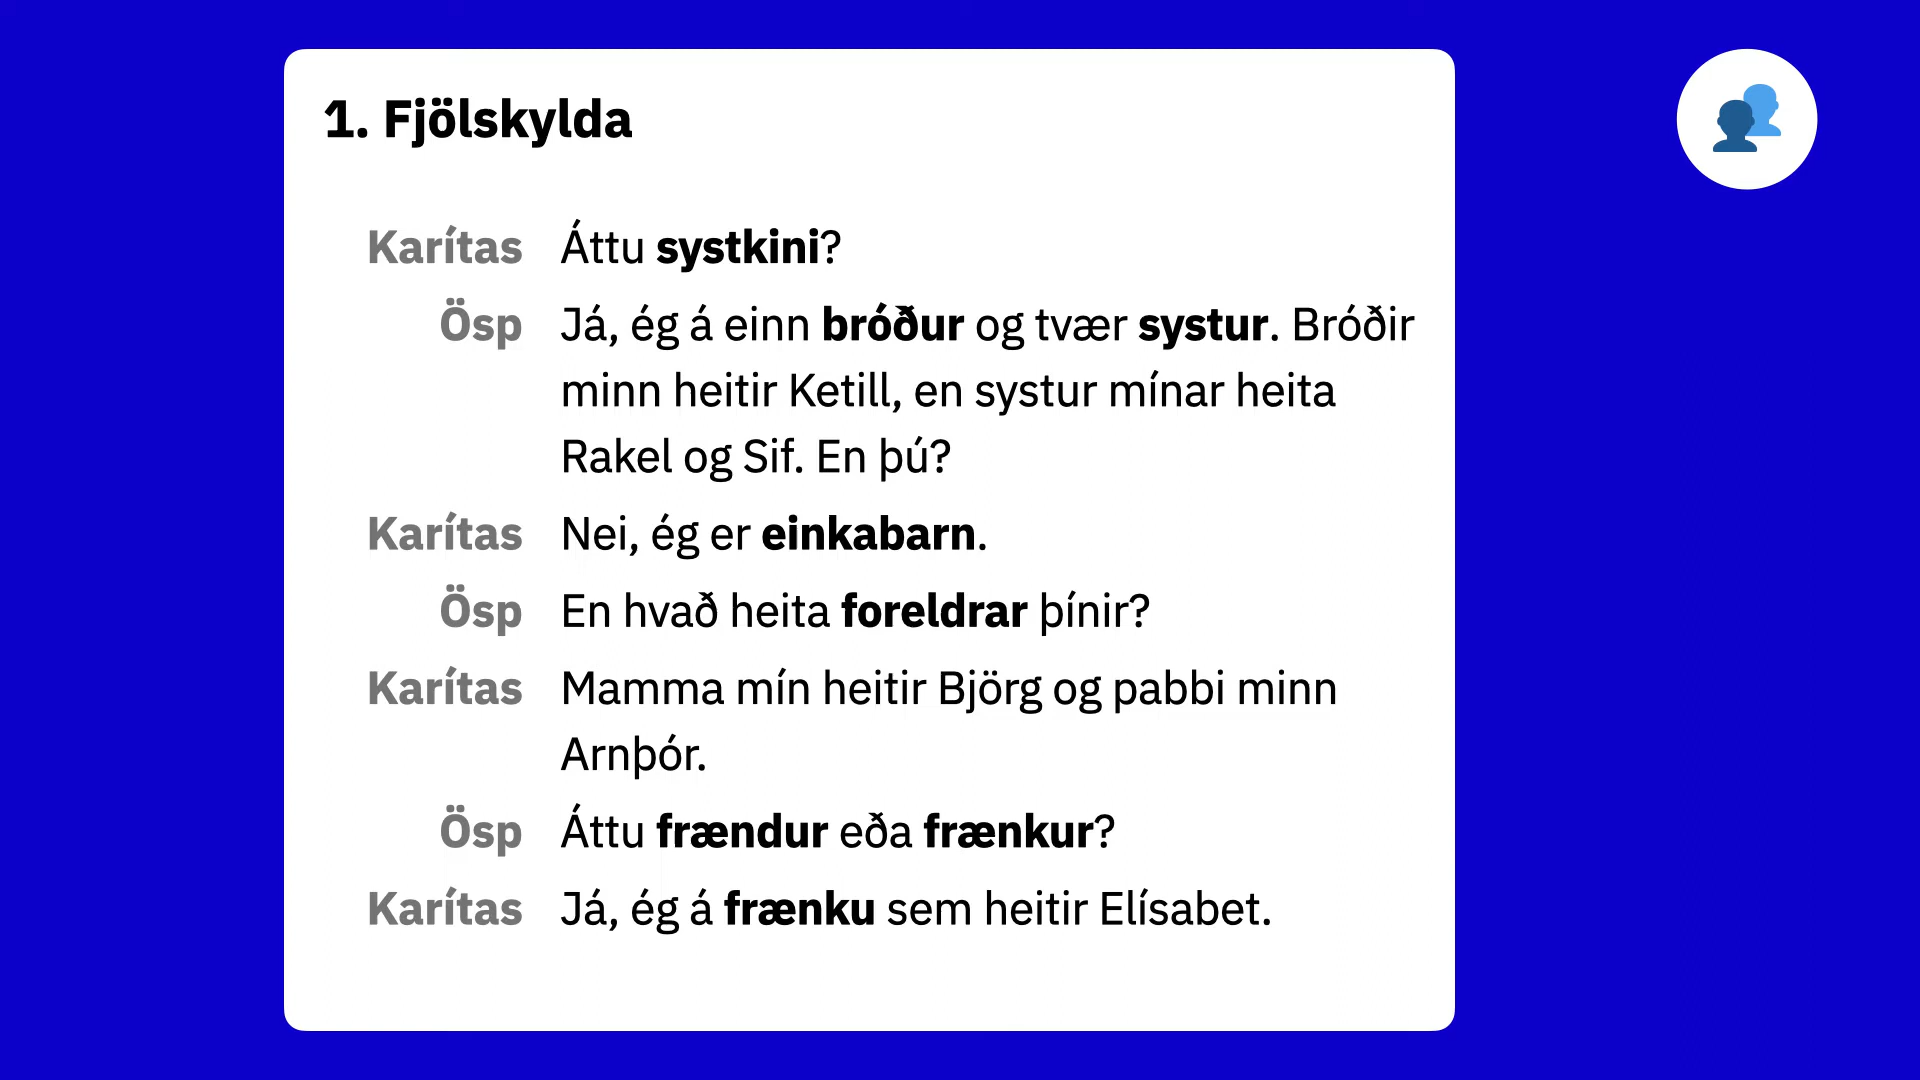 1. Fjölskylda
Karítas Áttu systkini?
Ösp Já, ég á einn bróður og tvær systur. Bróðir
minn heitir Ketill, en systur mínar heita
Rakel og Sif. En þú?
Karítas Nei, ég er einkabarn.
Ösp En hvað heita foreldrar þínir?
Karítas Mamma mín heitir Björg og pabbi minn
Arnþór.
Ösp Áttu frændur eða frænkur?
Karítas Já, ég á frænku sem heitir Elísabet.